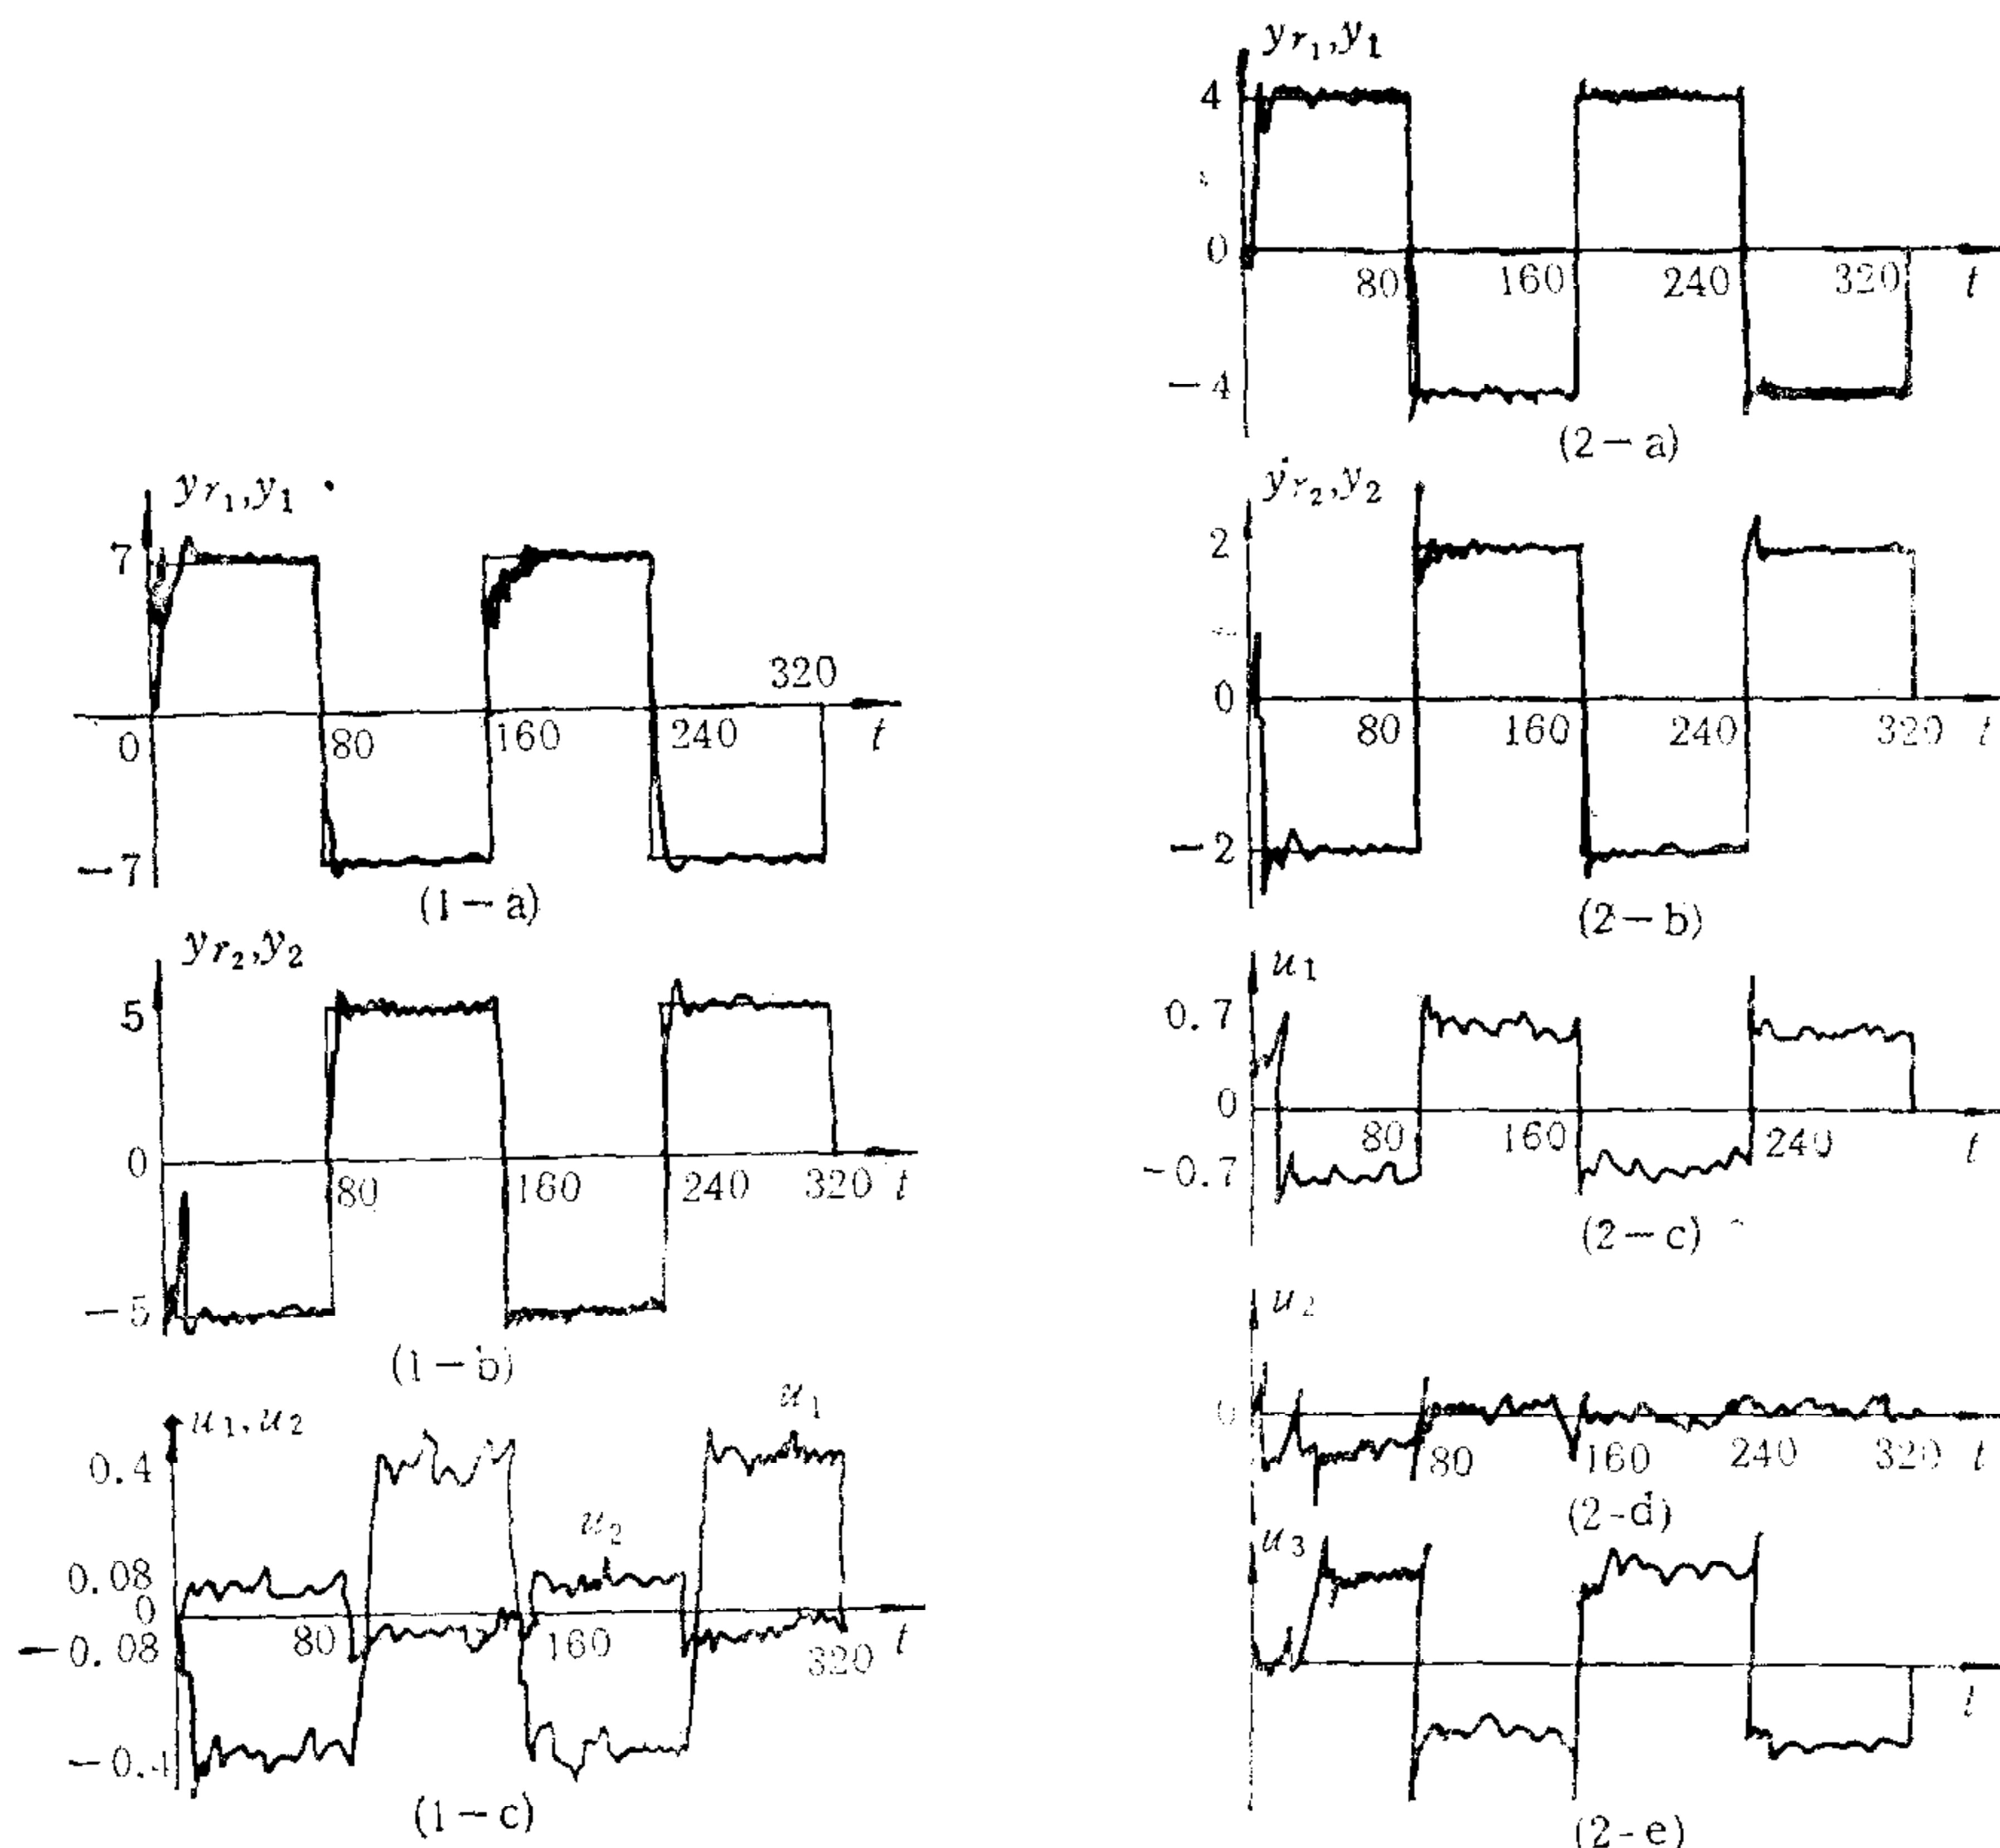 yr₁,y₁
7
0
80
160
240
320
t
−7
(1−a)
yr₂,y₂
5
0
80
160
240
320
t
−5
(1−b)
u₁,u₂
u₁
0.4
u₂
0.08
0
80
160
320
t
−0.08
−0.4
(1−c)
yr₁,y₁
4
0
80
160
240
320
t
−4
(2−a)
yr₂,y₂
2
0
80
160
240
320
t
−2
(2−b)
u₁
0.7
0
80
160
240
t
−0.7
(2−c)
u₂
0
80
160
240
320
t
(2-d)
u₃
t
(2-e)